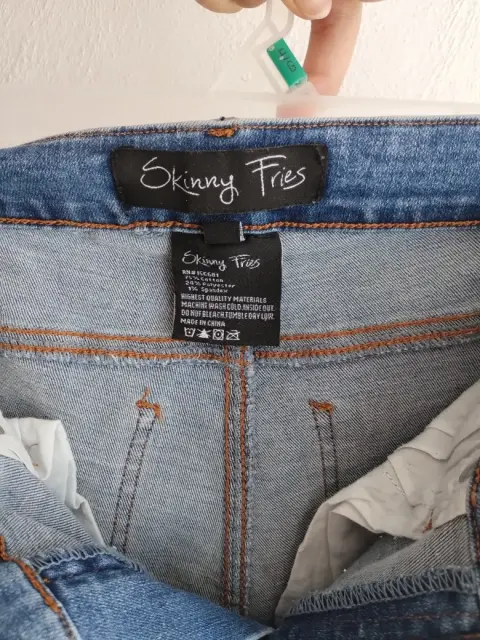 Skinny Fries
Skinny Fries
75% Cotton
24% Polyester
1% Spandex
HIGHEST QUALITY MATERIALS
MACHINE WASH COLD, INSIDE OUT.
DO NOT BLEACH, TUMBLE DRY LOW.
MADE IN CHINA